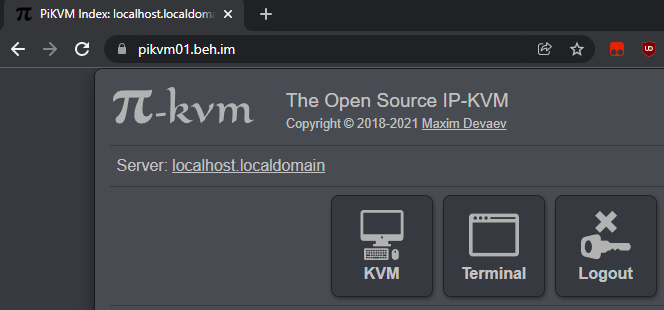 PiKVM Index: localhost.localdoma
pikvm01.beh.im
π-kvm
The Open Source IP-KVM
Copyright © 2018-2021 Maxim Devaev
Server: localhost.localdomain
KVM
Terminal
Logout